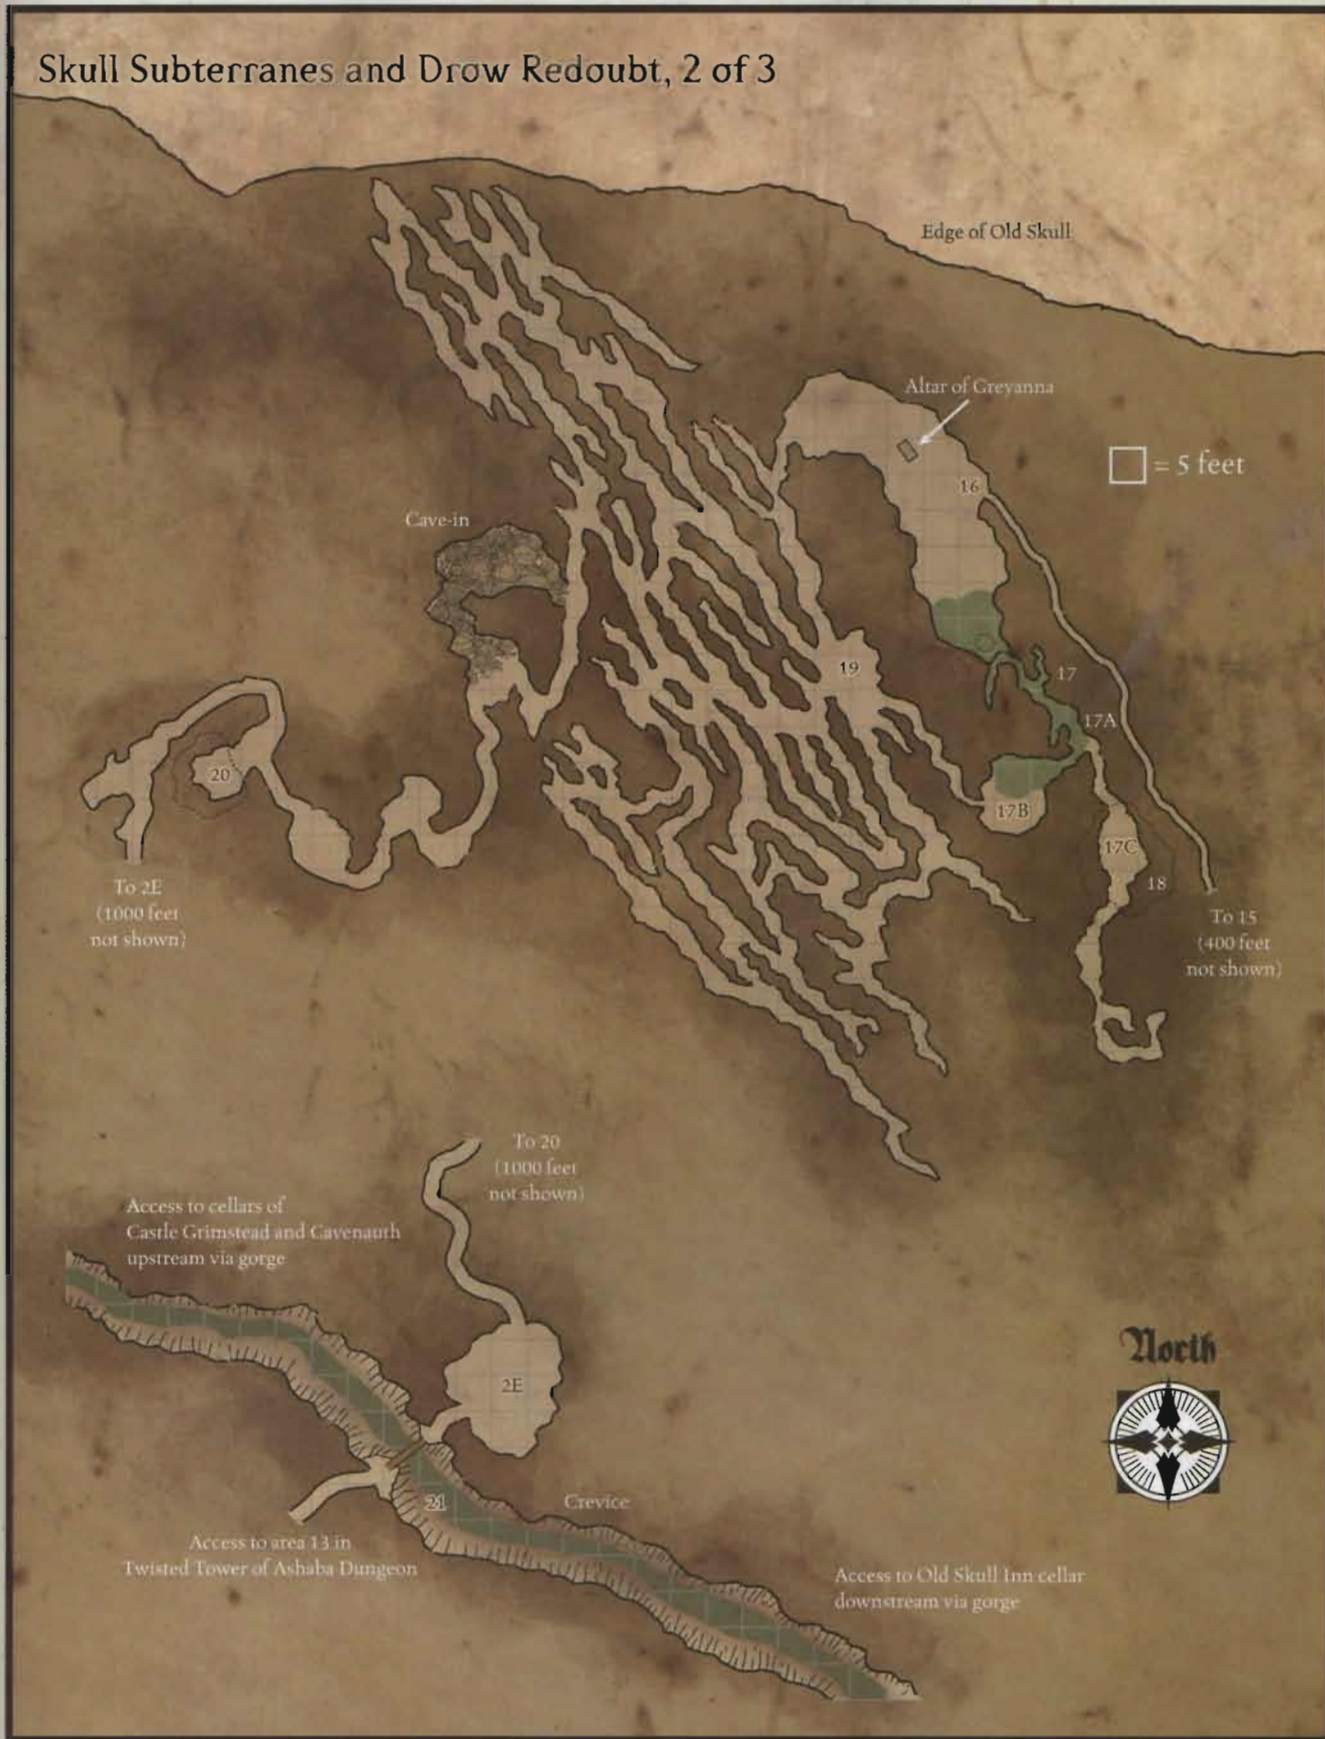 Skull Subterranes and Drow Redoubt, 2 of 3
Edge of Old Skull
Altar of Greyanna
= 5 feet
16
Cave-in
19
17
17A
20
17B
17C
18
To 2E
(1000 feet
not shown)
To 15
(400 feet
not shown)
To 20
(1000 feet
not shown)
Access to cellars of
Castle Grimstead and Cavenauth
upstream via gorge
North
2E
21
Crevice
Access to area 13 in
Twisted Tower of Ashaba Dungeon
Access to Old Skull Inn cellar
downstream via gorge